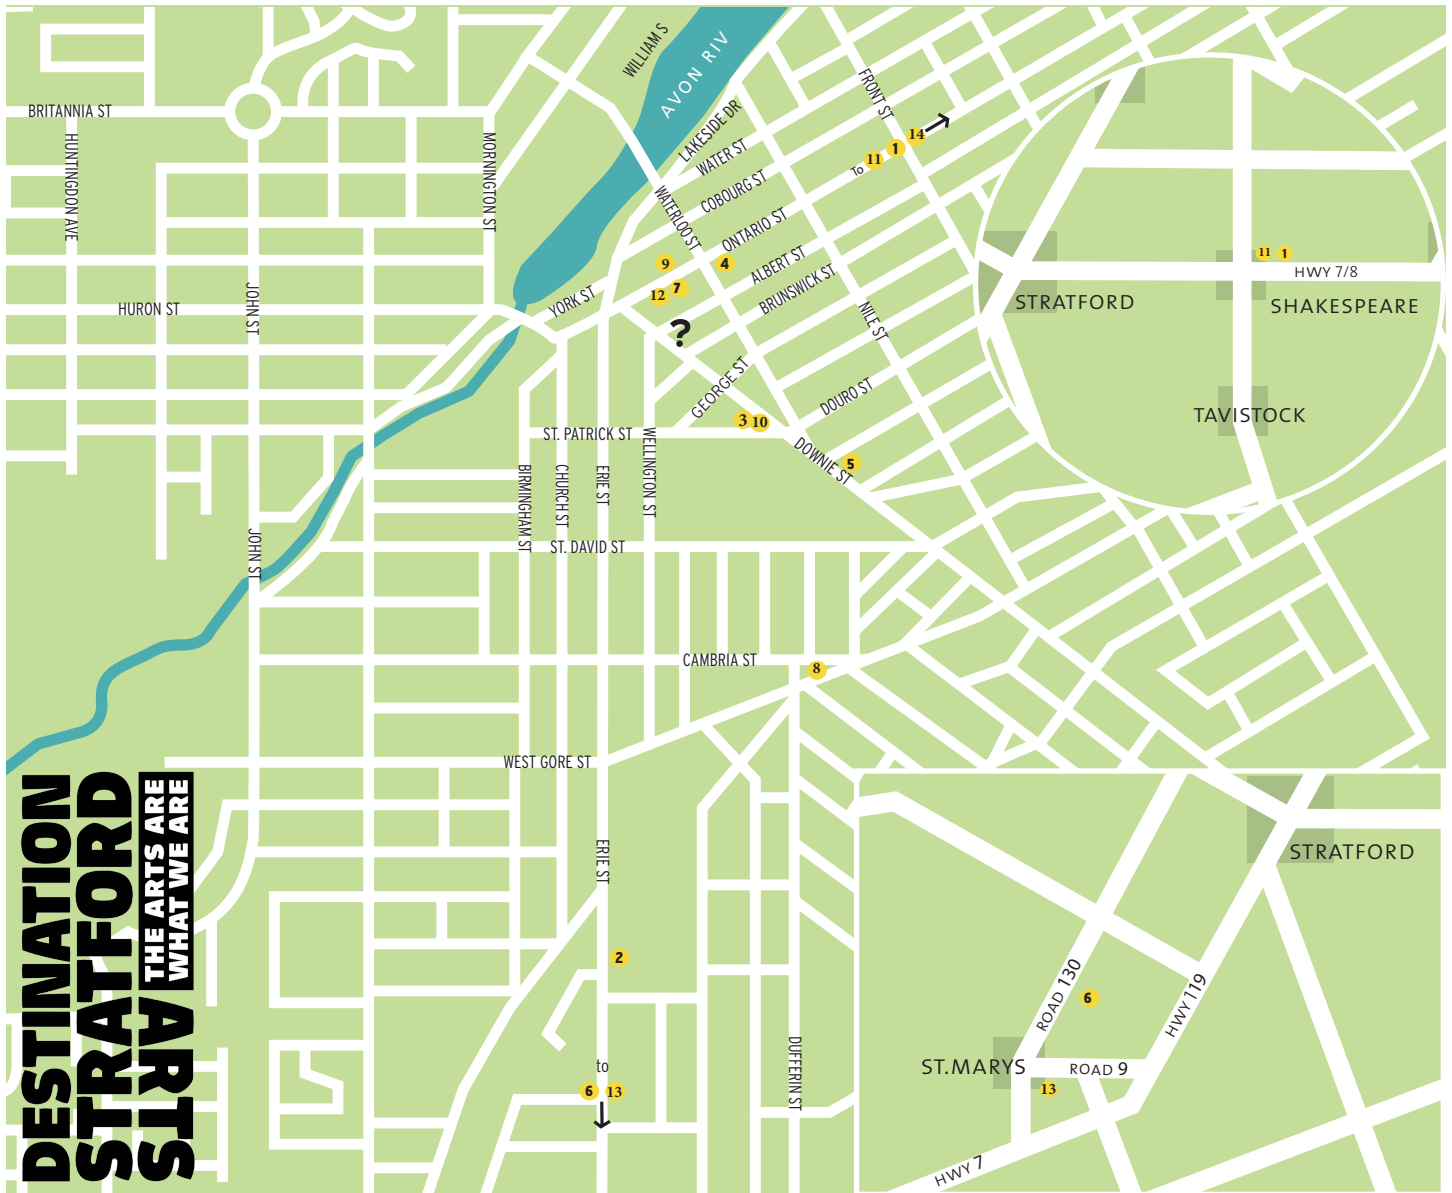 WILLIAM S
AVON RIV
FRONT ST
BRITANNIA ST
LAKESIDE DR
WATER ST
14
1
11
To
HUNTINGDON AVE
MORNINGTON ST
COBOURG ST
WATERLOO ST
ONTARIO ST
9
4
ALBERT ST
BRUNSWICK ST
11
1
HWY 7/8
7
12
YORK ST
STRATFORD
SHAKESPEARE
HURON ST
JOHN ST
NILE ST
?
GEORGE ST
DOURO ST
TAVISTOCK
3
10
ST. PATRICK ST
WELLINGTON ST
DOWNIE ST
5
BIRMINGHAM ST
CHURCH ST
ERIE ST
ST. DAVID ST
JOHN ST
CAMBRIA ST
8
WEST GORE ST
DESTINATION
STRATFORD
THE ARTS ARE
WHAT WE ARE
STRA
ERIE ST
STRATFORD
2
ROAD 130
6
HWY 119
DUFFERIN ST
to
6
13
ST.MARYS
ROAD 9
13
HWY 7